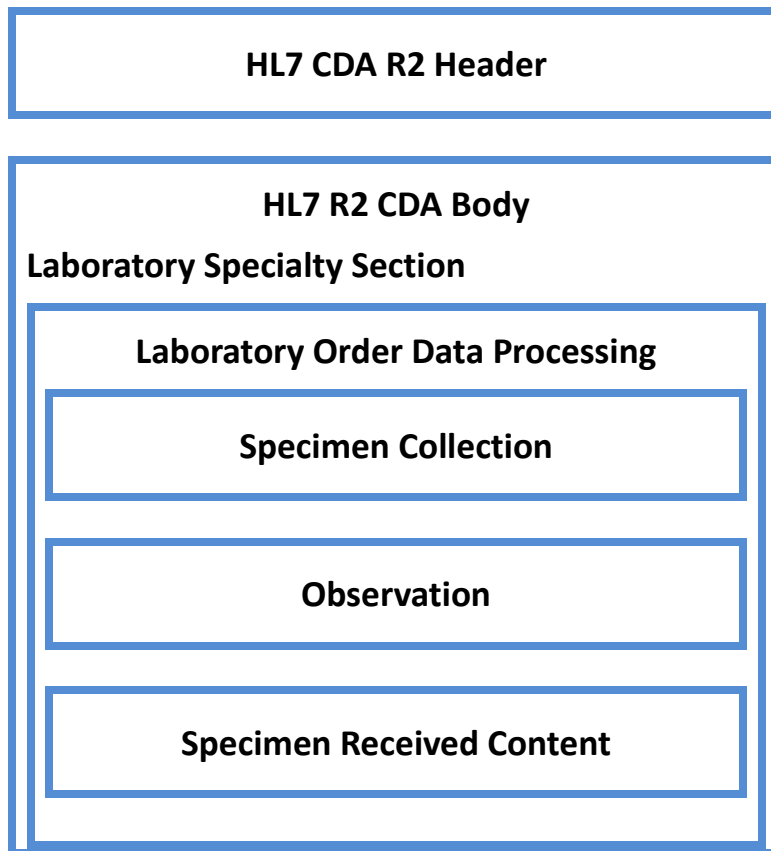 HL7 CDA R2 Header
HL7 R2 CDA Body
Laboratory Specialty Section
Laboratory Order Data Processing
Specimen Collection
Observation
Specimen Received Content